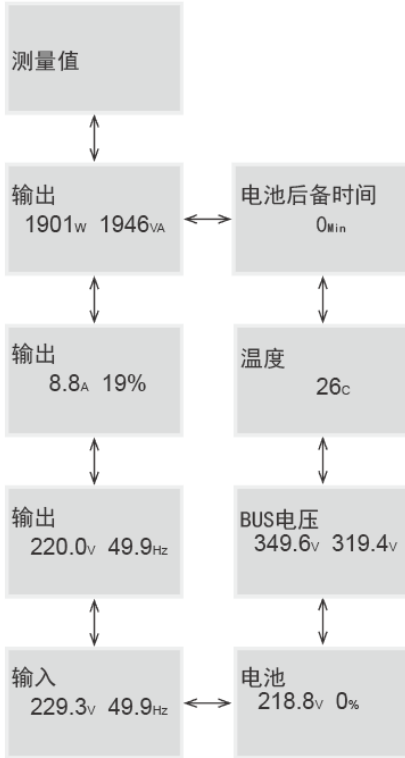 测量值
输出
1901W 1946VA
电池后备时间
0Min
输出
8.8A 19%
温度
26C
输出
220.0V 49.9Hz
BUS电压
349.6V 319.4V
输入
229.3V 49.9Hz
电池
218.8V 0%